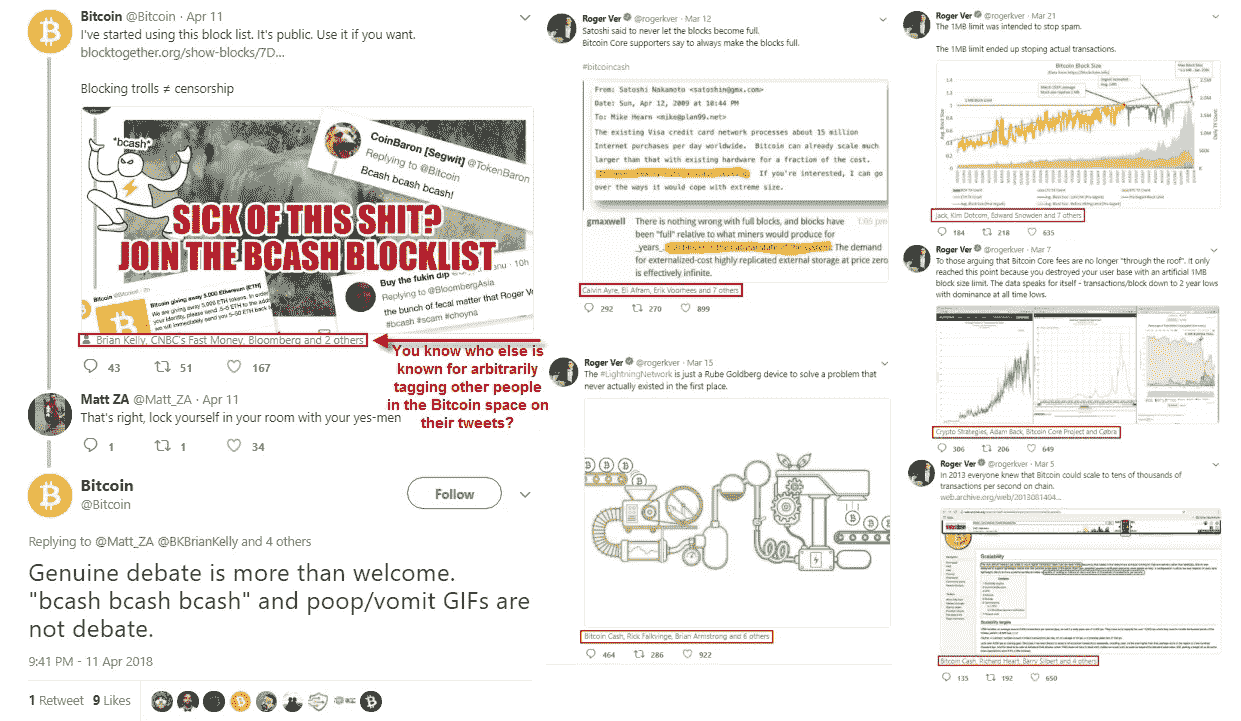 Bitcoin @Bitcoin · Apr 11
I've started using this block list. It's public. Use it if you want.
blocktogether.org/show-blocks/7D...
Blocking trolls ≠ censorship
*bcash*
CoinBaron [Segwit] @TokenBaron
Replying to @Bitcoin
Bcash bcash bcash!
SICK OF THIS SHIT?
JOIN THE BCASH BLOCKLIST
Buy the fukin dip
Replying to @BloombergAsia
the bunch of fecal matter that Roger Ver
#bcash #scam #choyna
Bitcoin giving away 5,000 Ethereum [ETH]
Brian Kelly, CNBC's Fast Money, Bloomberg and 2 others
43 51 167
You know who else is
known for arbitrarily
tagging other people
in the Bitcoin space on
their tweets?
Matt ZA @Matt_ZA · Apr 11
That's right, lock yourself in your room with your yes-men
1 1 34
Bitcoin
@Bitcoin
Follow
Replying to @Matt_ZA @BKBrianKelly and 4 others
Genuine debate is more than welcome.
"bcash bcash bcash" and poop/vomit GIFs are
not debate.
9:41 PM - 11 Apr 2018
1 Retweet 9 Likes
Roger Ver @rogerkver · Mar 12
Satoshi said to never let the blocks become full.
Bitcoin Core supporters say to always make the blocks full.
#bitcoincash
From: Satoshi Nakamoto <satoshin@gmx.com>
Date: Sun, Apr 12, 2009 at 10:44 PM
To: Mike Hearn <mike@plan99.net>
The existing Visa credit card network processes about 15 million
Internet purchases per day worldwide. Bitcoin can already scale much
larger than that with existing hardware for a fraction of the cost.
If you're interested, I can go
over the ways it would cope with extreme size.
gmaxwell
There is nothing wrong with full blocks, and blocks have
been "full" relative to what miners would produce for
_years_. The demand
for externalized-cost highly replicated external storage at price zero
is effectively infinite.
Calvin Ayre, Eli Afram, Erik Voorhees and 7 others
292 270 899
Roger Ver @rogerkver · Mar 15
The #LightningNetwork is just a Rube Goldberg device to solve a problem that
never actually existed in the first place.
Bitcoin Cash, Rick Falkvinge, Brian Armstrong and 6 others
464 286 922
Roger Ver @rogerkver · Mar 21
The 1MB limit was intended to stop spam.
The 1MB limit ended up stoping actual transactions.
Bitcoin Block Size
Jack, Kim Dotcom, Edward Snowden and 7 others
184 218 635
Roger Ver @rogerkver · Mar 7
To those arguing that Bitcoin Core fees are no longer "through the roof". it only
reached this point because you destroyed your user base with an artificial 1MB
block size limit. The data speaks for itself - transactions/block down to 2 year lows
with dominance at all time lows.
Crypto Strategies, Adam Back, Bitcoin Core Project and Cøbra
306 206 649
Roger Ver @rogerkver · Mar 5
In 2013 everyone knew that Bitcoin could scale to tens of thousands of
transactions per second on chain.
web.archive.org/web/2013081404...
Scalability
Scalability targets
Bitcoin Cash, Richard Heart, Barry Silbert and 4 others
135 192 650